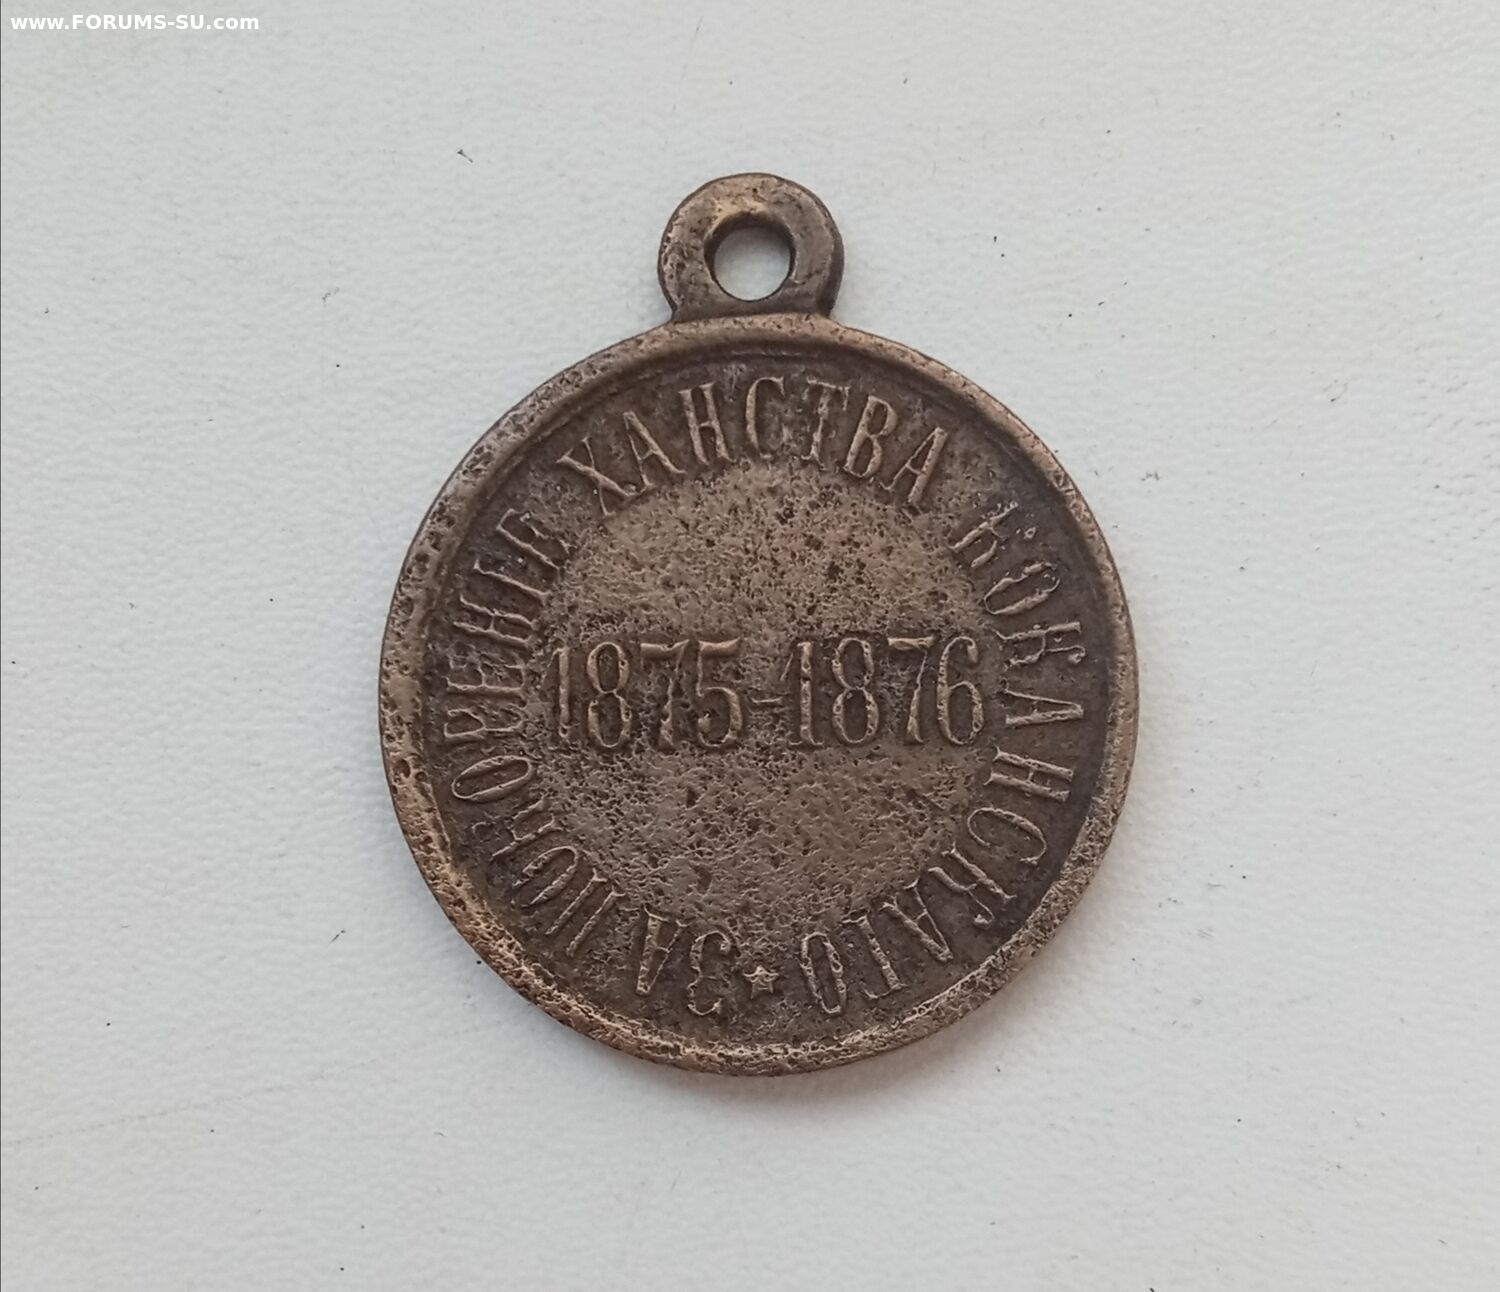 www.FORUMS-SU.com
ЗА ПОКОРЕНІЕ ХАНСТВА КОКАНСКАГО
1875-1876